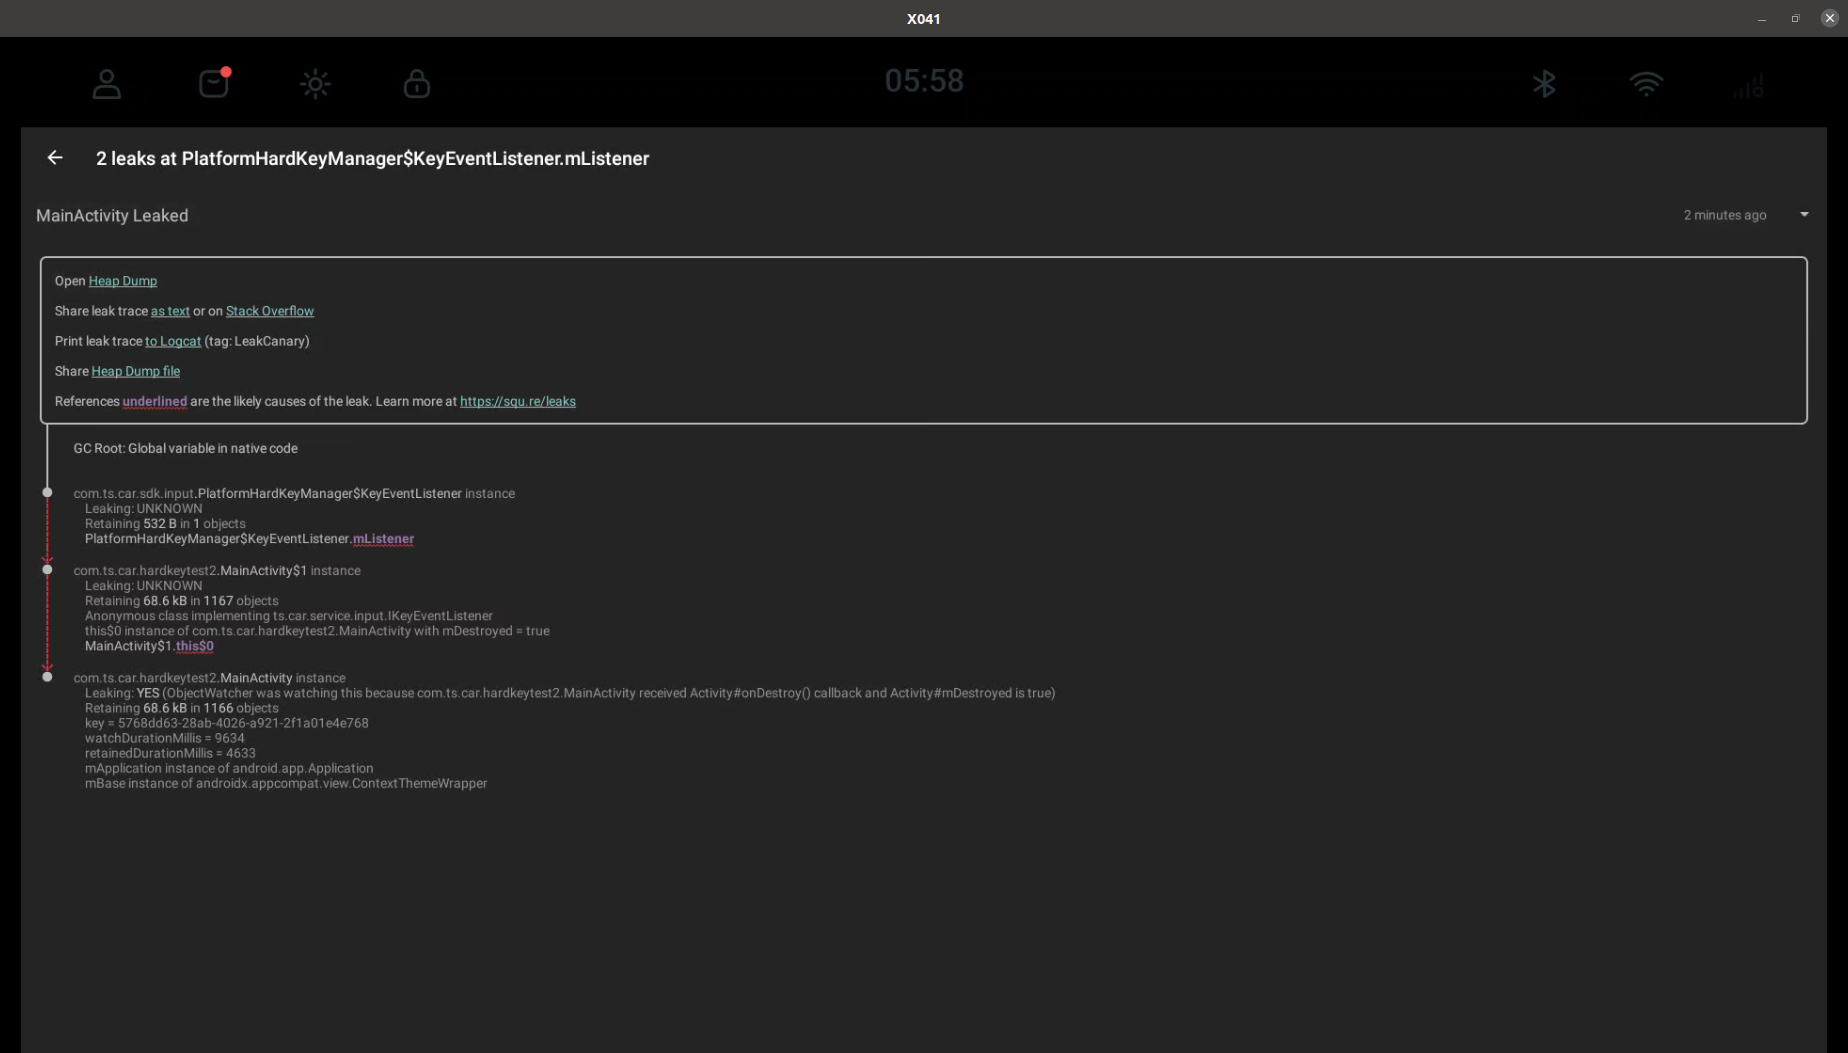 X041
05:58
2 leaks at PlatformHardKeyManager$KeyEventListener.mListener
MainActivity Leaked
2 minutes ago
Open Heap Dump
Share leak trace as text or on Stack Overflow
Print leak trace to Logcat (tag: LeakCanary)
Share Heap Dump file
References underlined are the likely causes of the leak. Learn more at https://squ.re/leaks
GC Root: Global variable in native code
com.ts.car.sdk.input.PlatformHardKeyManager$KeyEventListener instance
Leaking: UNKNOWN
Retaining 532 B in 1 objects
PlatformHardKeyManager$KeyEventListener.mListener
com.ts.car.hardkeytest2.MainActivity$1 instance
Leaking: UNKNOWN
Retaining 68.6 kB in 1167 objects
Anonymous class implementing ts.car.service.input.IKeyEventListener
this$0 instance of com.ts.car.hardkeytest2.MainActivity with mDestroyed = true
MainActivity$1.this$0
com.ts.car.hardkeytest2.MainActivity instance
Leaking: YES (ObjectWatcher was watching this because com.ts.car.hardkeytest2.MainActivity received Activity#onDestroy() callback and Activity#mDestroyed is true)
Retaining 68.6 kB in 1166 objects
key = 5768dd63-28ab-4026-a921-2f1a01e4e768
watchDurationMillis = 9634
retainedDurationMillis = 4633
mApplication instance of android.app.Application
mBase instance of androidx.appcompat.view.ContextThemeWrapper